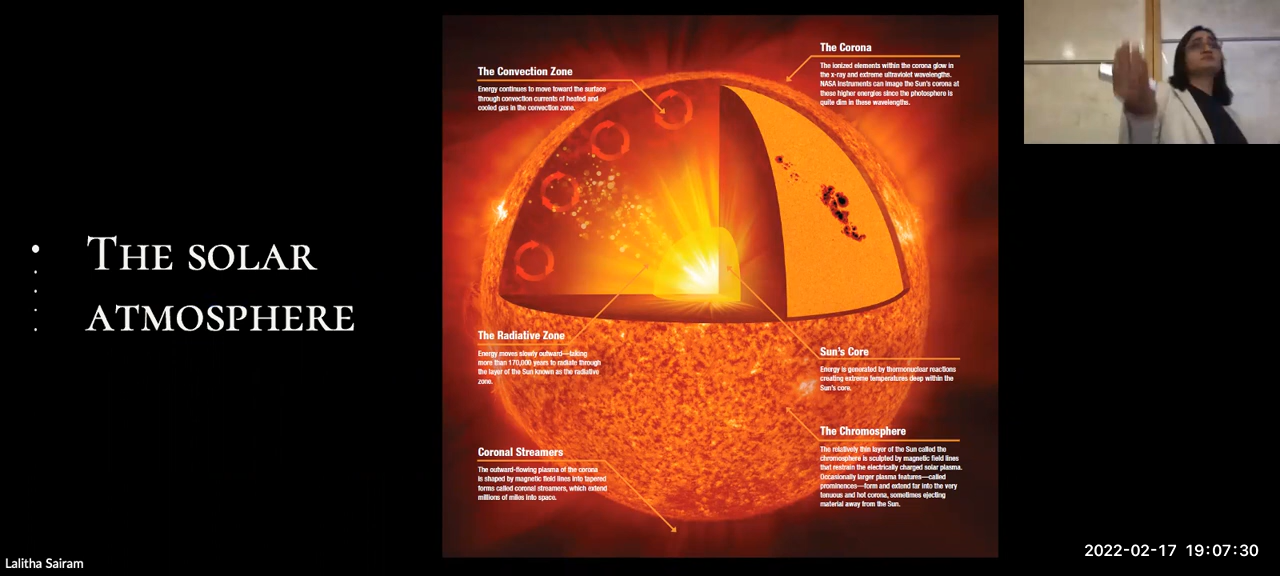 THE SOLAR
ATMOSPHERE
The Convection Zone
Energy continues to move toward the surface
through convection currents of heated and
cooled gas in the convection zone.
The Corona
The ionized elements within the corona glow in
the x-ray and extreme ultraviolet wavelengths.
NASA instruments can image the Sun's corona at
these higher energies since the photosphere is
quite dim in these wavelengths.
The Radiative Zone
Energy moves slowly outward—taking
more than 170,000 years to radiate through
the layer of the Sun known as the radiative
zone.
Sun's Core
Energy is generated by thermonuclear reactions
creating extreme temperatures deep within the
Sun's core.
Coronal Streamers
The outward-flowing plasma of the corona
is shaped by magnetic field lines into tapered
forms called coronal streamers, which extend
millions of miles into space.
The Chromosphere
The relatively thin layer of the Sun called the
chromosphere is sculpted by magnetic field lines
that restrain the electrically charged solar plasma.
Occasionally larger plasma features—called
prominences—form and extend far into the very
tenuous and hot corona, sometimes ejecting
material away from the Sun.
Lalitha Sairam
2022-02-17 19:07:30